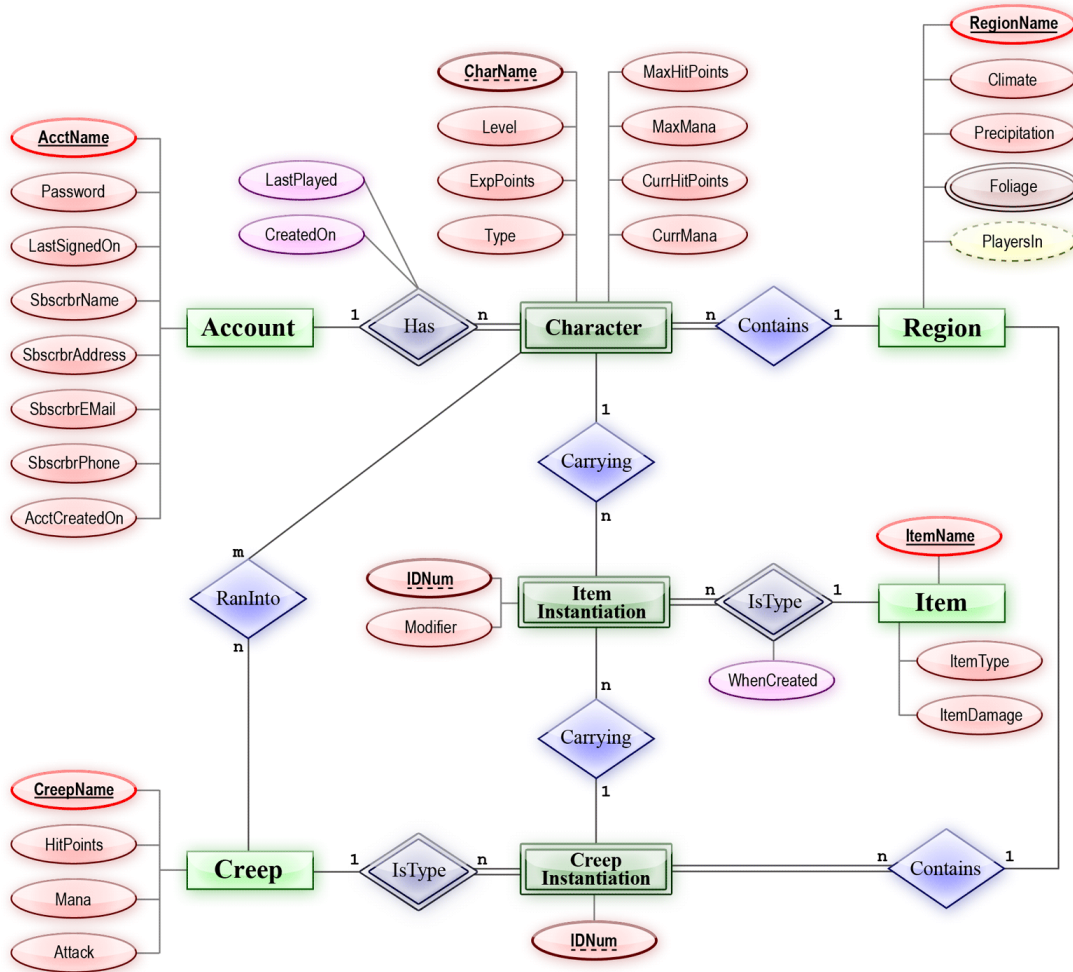 RegionName
CharName
MaxHitPoints
Climate
AcctName
Level
MaxMana
Precipitation
Password
LastPlayed
ExpPoints
CurrHitPoints
Foliage
LastSignedOn
CreatedOn
Type
CurrMana
PlayersIn
SbscrbrName
Account
1
Has
n
Character
n
Contains
1
Region
SbscrbrAddress
SbscrbrEMail
1
SbscrbrPhone
Carrying
AcctCreatedOn
n
ItemName
m
IDNum
Item
Instantiation
n
IsType
1
Item
RanInto
Modifier
n
ItemType
WhenCreated
n
ItemDamage
Carrying
CreepName
1
HitPoints
Creep
1
IsType
n
Creep
Instantiation
n
Contains
1
Mana
Attack
IDNum